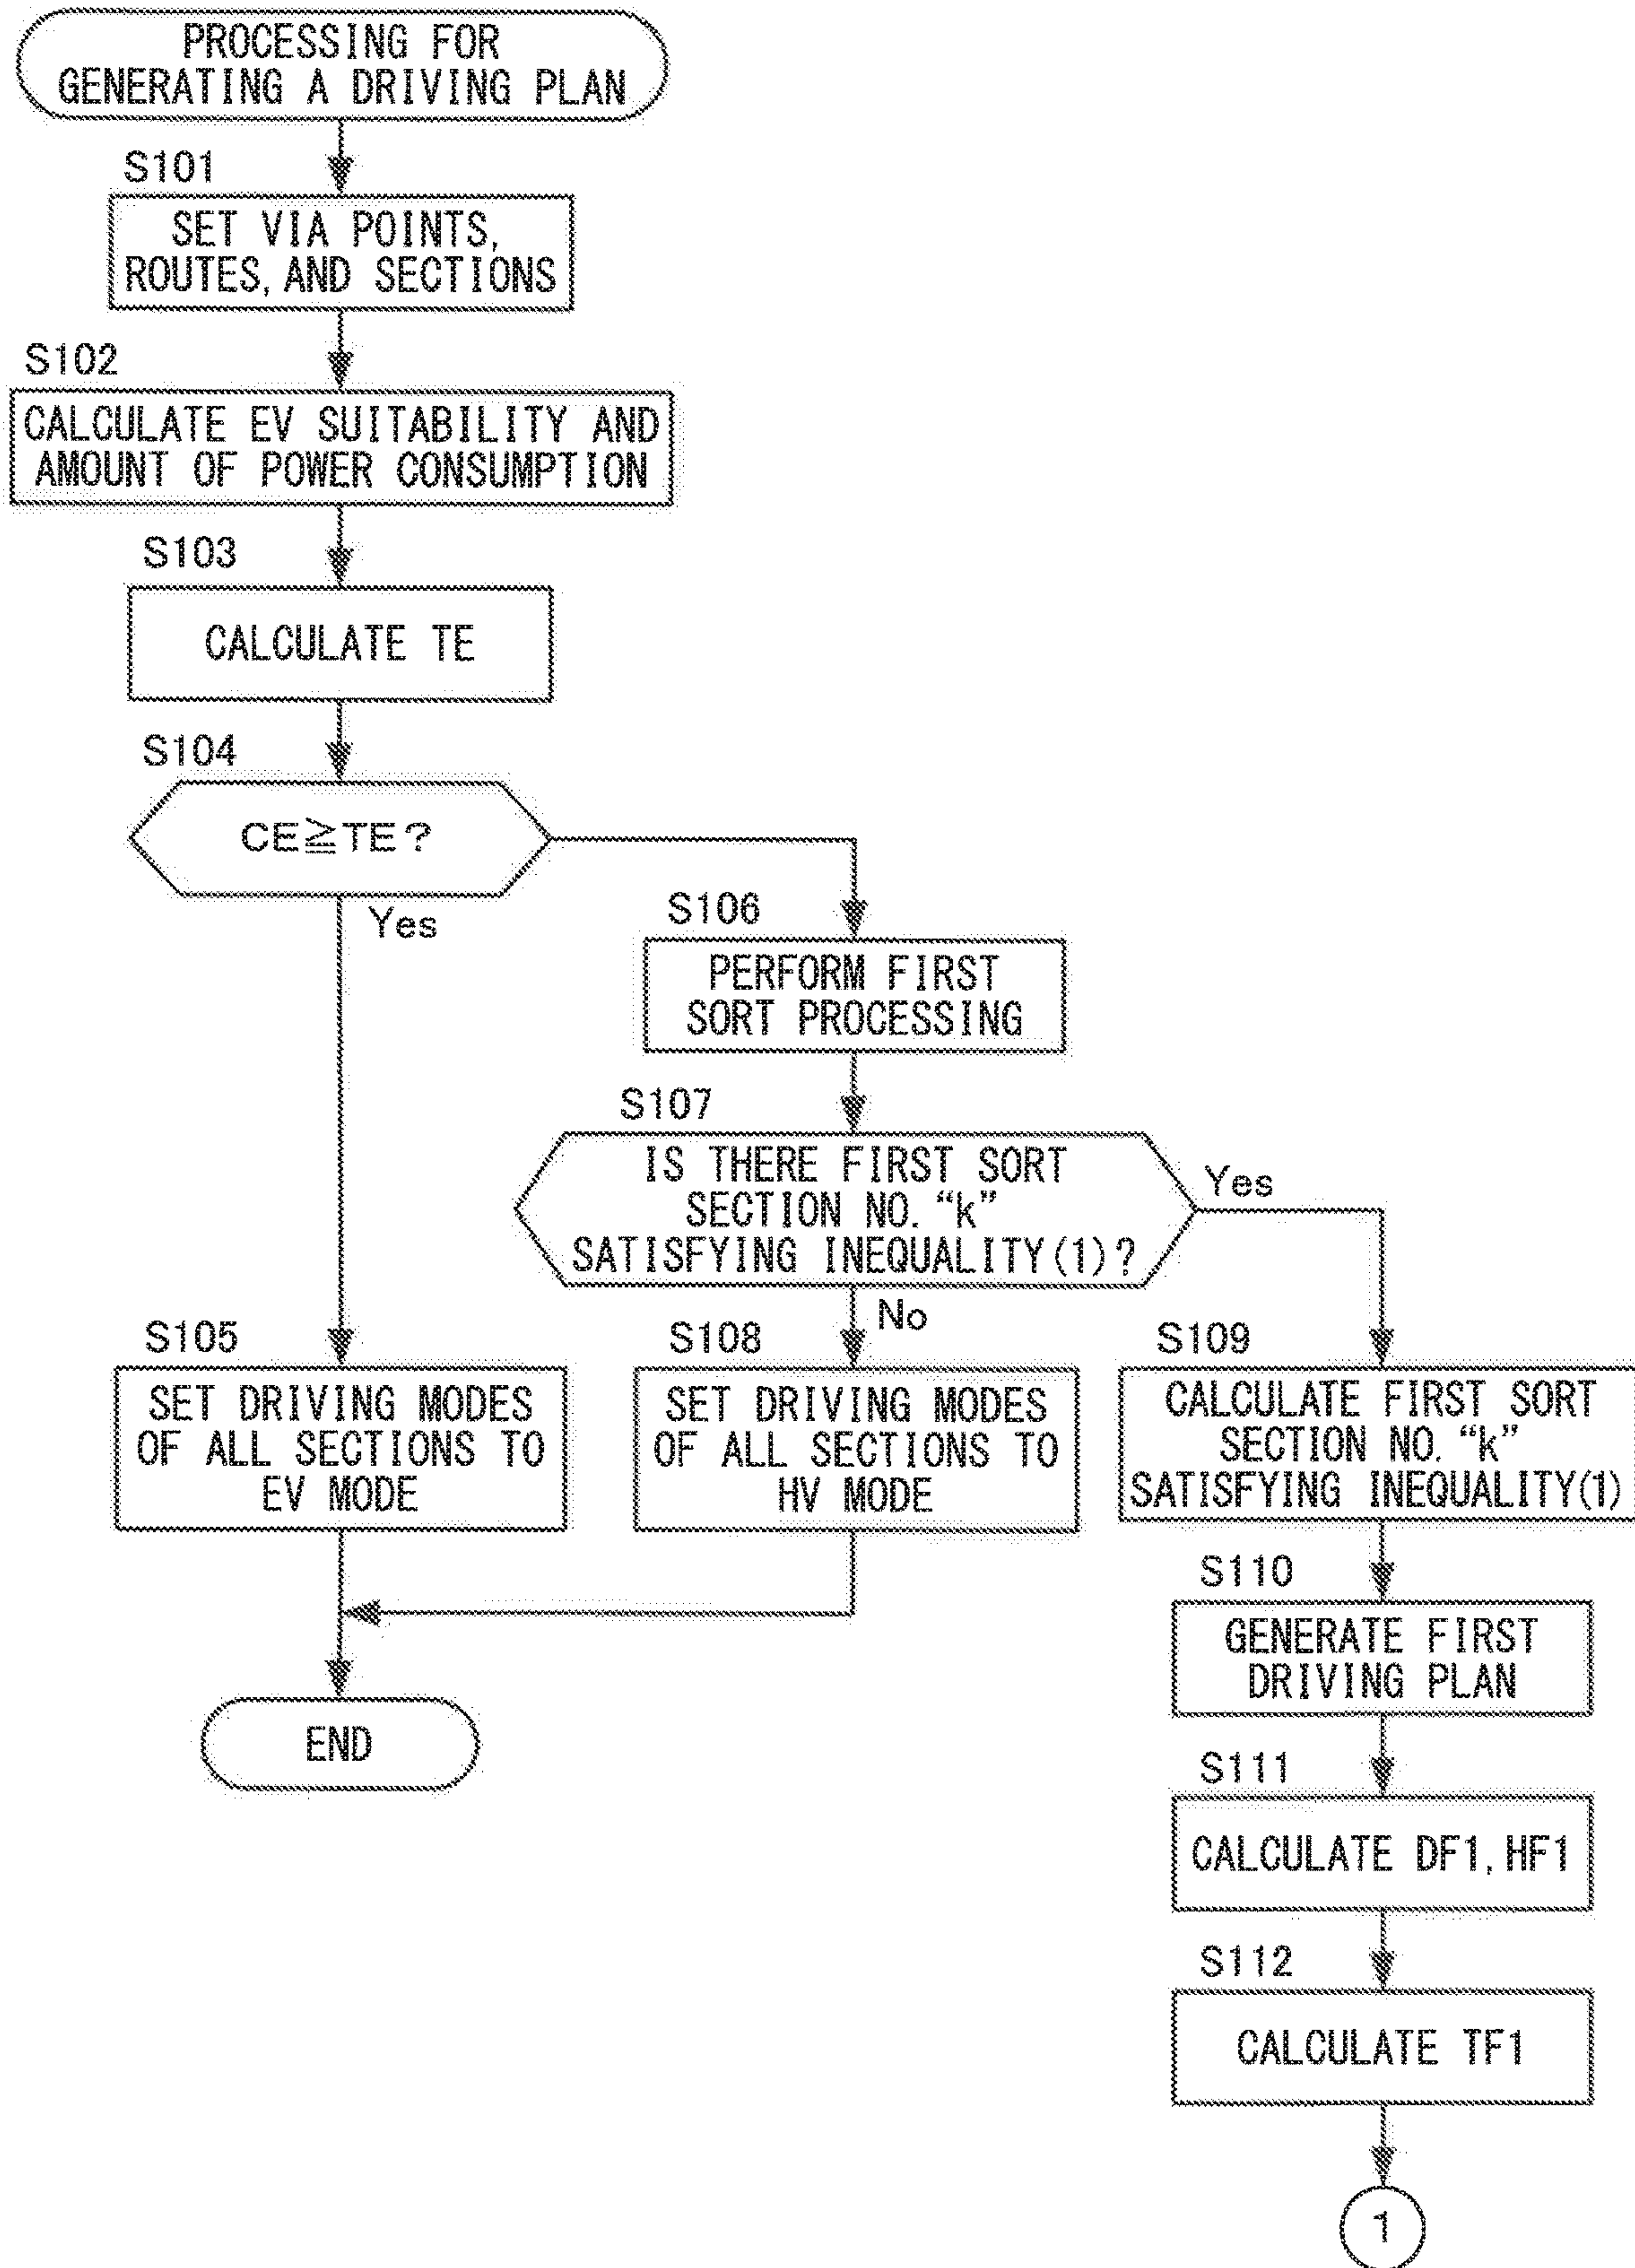 PROCESSING FOR
GENERATING A DRIVING PLAN
S101
SET VIA POINTS,
ROUTES, AND SECTIONS
S102
CALCULATE EV SUITABILITY AND
AMOUNT OF POWER CONSUMPTION
S103
CALCULATE TE
S104
CE≧TE?
Yes
S106
PERFORM FIRST
SORT PROCESSING
S107
IS THERE FIRST SORT
SECTION NO. “k”
SATISFYING INEQUALITY(1)?
Yes
No
S105
SET DRIVING MODES
OF ALL SECTIONS TO
EV MODE
S108
SET DRIVING MODES
OF ALL SECTIONS TO
HV MODE
S109
CALCULATE FIRST SORT
SECTION NO. “k”
SATISFYING INEQUALITY(1)
S110
GENERATE FIRST
DRIVING PLAN
END
S111
CALCULATE DF1, HF1
S112
CALCULATE TF1
1